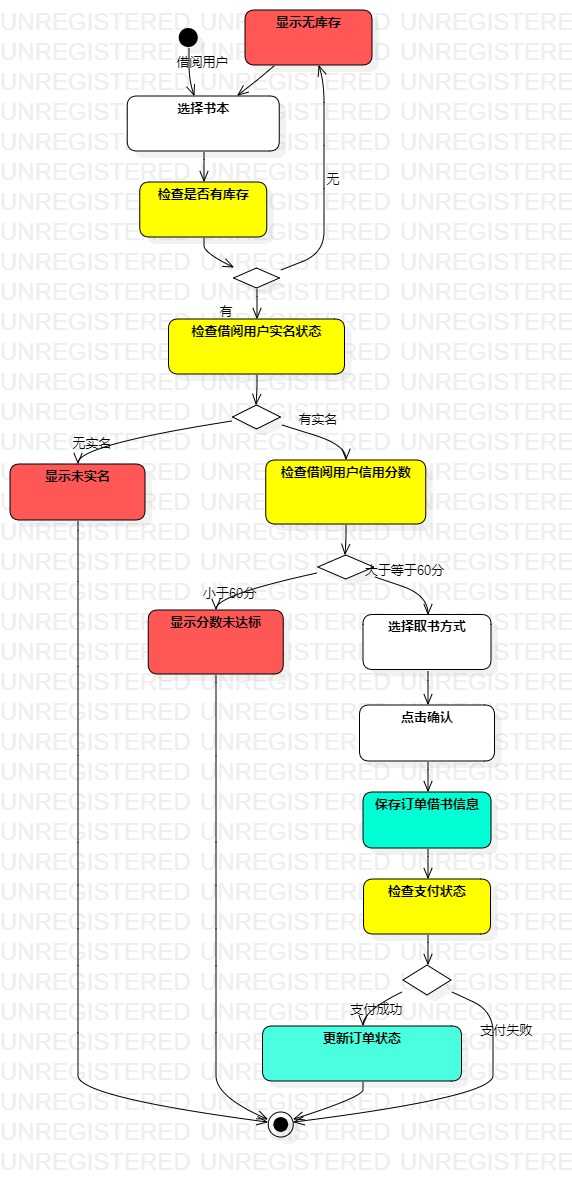 显示无库存
借阅用户
选择书本
无
检查是否有库存
有
检查借阅用户实名状态
有实名
无实名
显示未实名
检查借阅用户信用分数
大于等于60分
小于60分
显示分数未达标
选择取书方式
点击确认
保存订单借书信息
检查支付状态
支付成功
支付失败
更新订单状态
UNREGISTERED UNREGISTERED UNREGISTERE